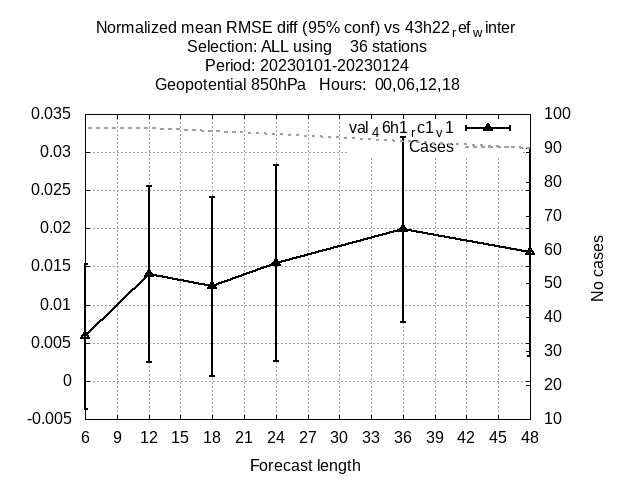 Normalized mean RMSE diff (95% conf) vs 43h22refwinter
Selection: ALL using 36 stations
Period: 20230101-20230124
Geopotential 850hPa Hours: 00,06,12,18
val46h1rc1v1
Cases
0.035
0.03
0.025
0.02
0.015
0.01
0.005
0
-0.005
100
90
80
70
60
50
40
30
20
10
No cases
6 9 12 15 18 21 24 27 30 33 36 39 42 45 48
Forecast length